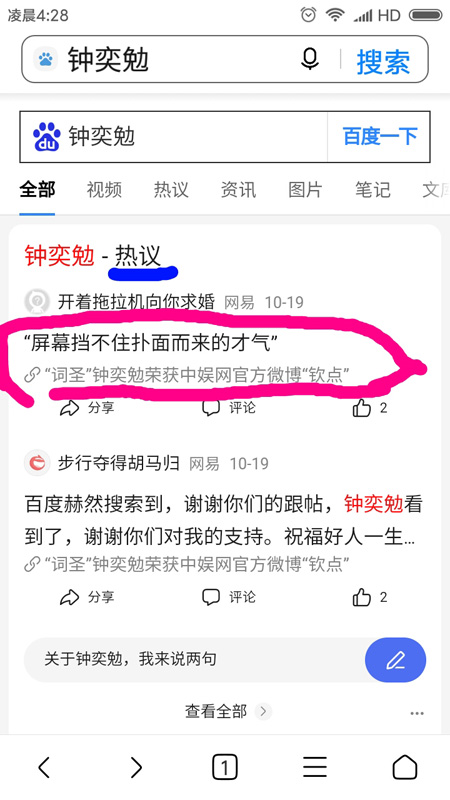 凌晨4:28
HD
钟奕勉
搜索
du
钟奕勉
百度一下
全部 视频 热议 资讯 图片 笔记
钟奕勉 - 热议
开着拖拉机向你求婚 网易 10-19
“屏幕挡不住扑面而来的才气”
“词圣”钟奕勉荣获中娱网官方微博“钦点”
分享 评论 2
步行夺得胡马归 网易 10-19
百度赫然搜索到，谢谢你们的跟帖，钟奕勉看
到了，谢谢你们对我的支持。祝福好人一生...
“词圣”钟奕勉荣获中娱网官方微博“钦点”
分享 评论 2
关于钟奕勉，我来说两句
查看全部
1